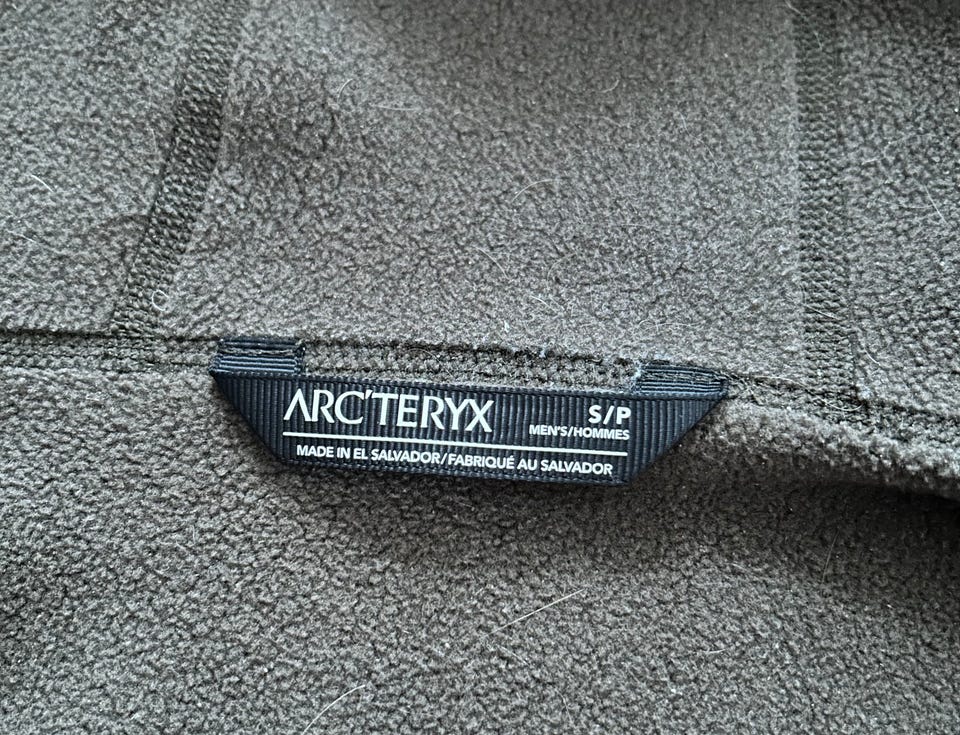 ARC'TERYX S/P
MEN'S/HOMMES
MADE IN EL SALVADOR/FABRIQUÉ AU SALVADOR